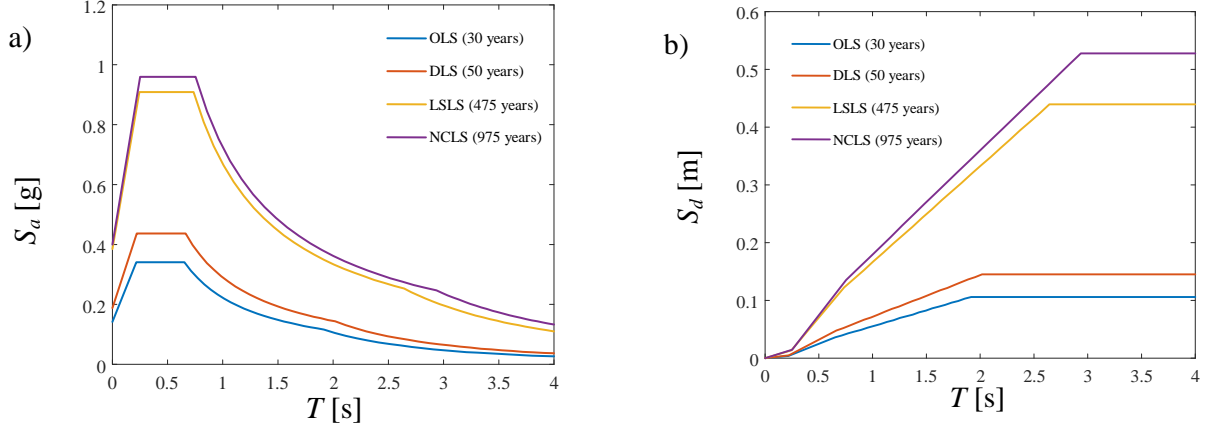 a)
1.2
1
0.8
0.6
0.4
0.2
0
S_a [g]
OLS (30 years)
DLS (50 years)
LSLS (475 years)
NCLS (975 years)
0 0.5 1 1.5 2 2.5 3 3.5 4
T [s]
b)
0.6
0.5
0.4
0.3
0.2
0.1
0
S_d [m]
OLS (30 years)
DLS (50 years)
LSLS (475 years)
NCLS (975 years)
0 0.5 1 1.5 2 2.5 3 3.5 4
T [s]